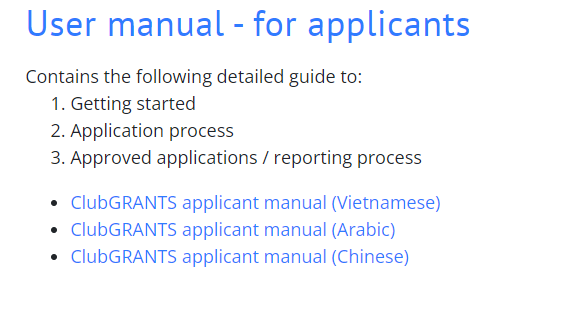 User manual - for applicants
Contains the following detailed guide to:
1. Getting started
2. Application process
3. Approved applications / reporting process
• ClubGRANTS applicant manual (Vietnamese)
• ClubGRANTS applicant manual (Arabic)
• ClubGRANTS applicant manual (Chinese)